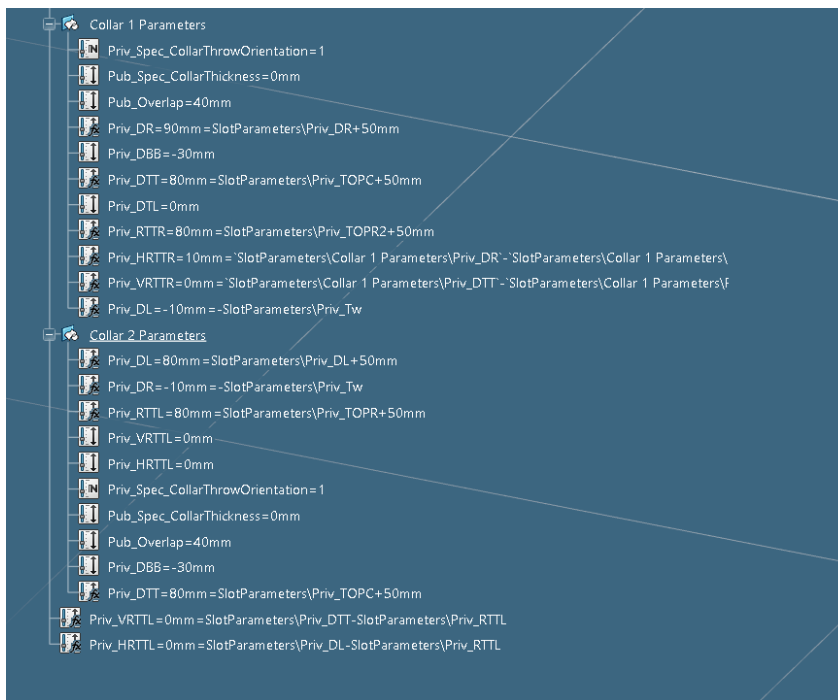 Collar 1 Parameters
Priv_Spec_CollarThrowOrientation=1
Pub_Spec_CollarThickness=0mm
Pub_Overlap=40mm
Priv_DR=90mm=SlotParameters\Priv_DR+50mm
Priv_DBB=-30mm
Priv_DTT=80mm=SlotParameters\Priv_TOPC+50mm
Priv_DTL=0mm
Priv_RTTR=80mm=SlotParameters\Priv_TOPR2+50mm
Priv_HRTTR=10mm=`SlotParameters\Collar 1 Parameters\Priv_DR`-`SlotParameters\Collar 1 Parameters\
Priv_VRTTR=0mm=`SlotParameters\Collar 1 Parameters\Priv_DTT`-`SlotParameters\Collar 1 Parameters\
Priv_DL=-10mm=-SlotParameters\Priv_Tw
Collar 2 Parameters
Priv_DL=80mm=SlotParameters\Priv_DL+50mm
Priv_DR=-10mm=-SlotParameters\Priv_Tw
Priv_RTTL=80mm=SlotParameters\Priv_TOPR+50mm
Priv_VRTTL=0mm
Priv_HRTTL=0mm
Priv_Spec_CollarThrowOrientation=1
Pub_Spec_CollarThickness=0mm
Pub_Overlap=40mm
Priv_DBB=-30mm
Priv_DTT=80mm=SlotParameters\Priv_TOPC+50mm
Priv_VRTTL=0mm=SlotParameters\Priv_DTT-SlotParameters\Priv_RTTL
Priv_HRTTL=0mm=SlotParameters\Priv_DL-SlotParameters\Priv_RTTL